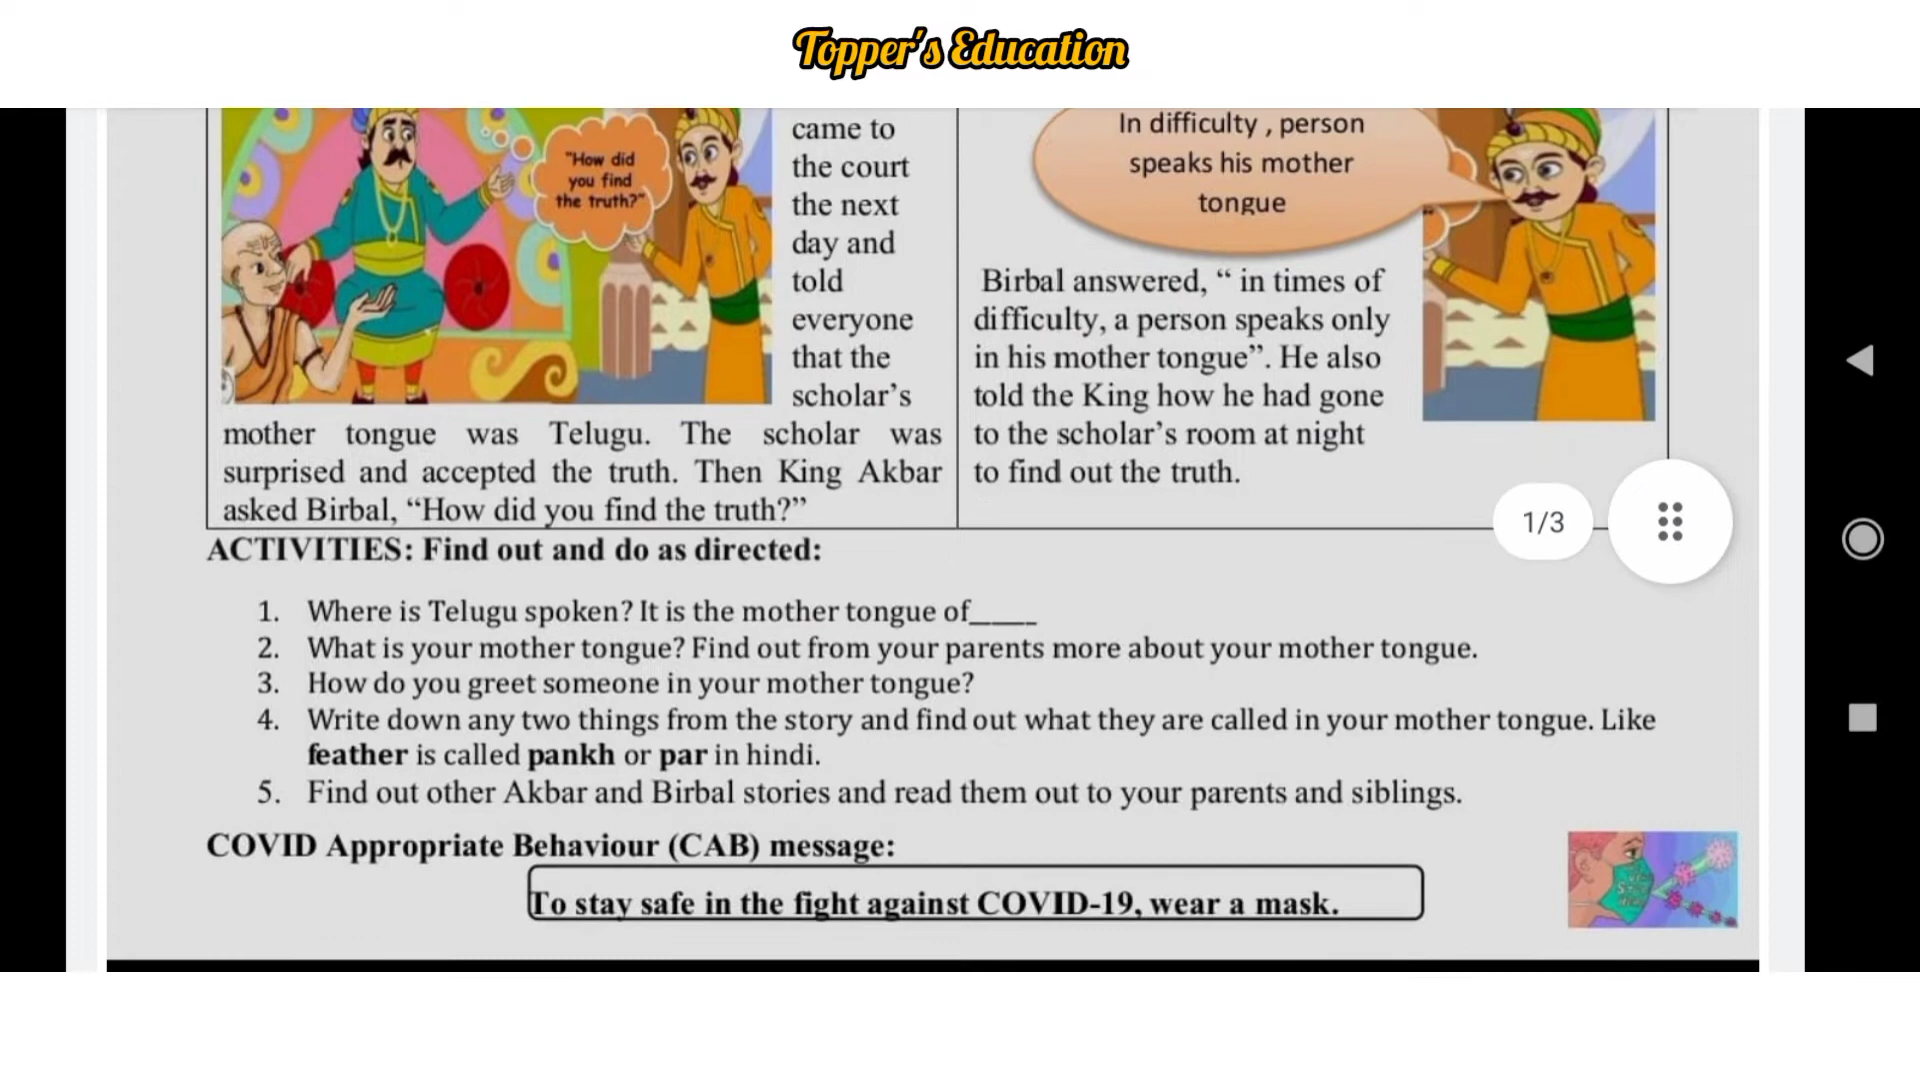 Topper's Education
"How did
you find
the truth?"
came to
the court
the next
day and
told
everyone
that the
scholar’s
mother tongue was Telugu. The scholar was
surprised and accepted the truth. Then King Akbar
asked Birbal, “How did you find the truth?”
In difficulty , person
speaks his mother
tongue
Birbal answered, “ in times of
difficulty, a person speaks only
in his mother tongue”. He also
told the King how he had gone
to the scholar’s room at night
to find out the truth.
1/3
ACTIVITIES: Find out and do as directed:
1. Where is Telugu spoken? It is the mother tongue of_____
2. What is your mother tongue? Find out from your parents more about your mother tongue.
3. How do you greet someone in your mother tongue?
4. Write down any two things from the story and find out what they are called in your mother tongue. Like
feather is called pankh or par in hindi.
5. Find out other Akbar and Birbal stories and read them out to your parents and siblings.
COVID Appropriate Behaviour (CAB) message:
To stay safe in the fight against COVID-19, wear a mask.